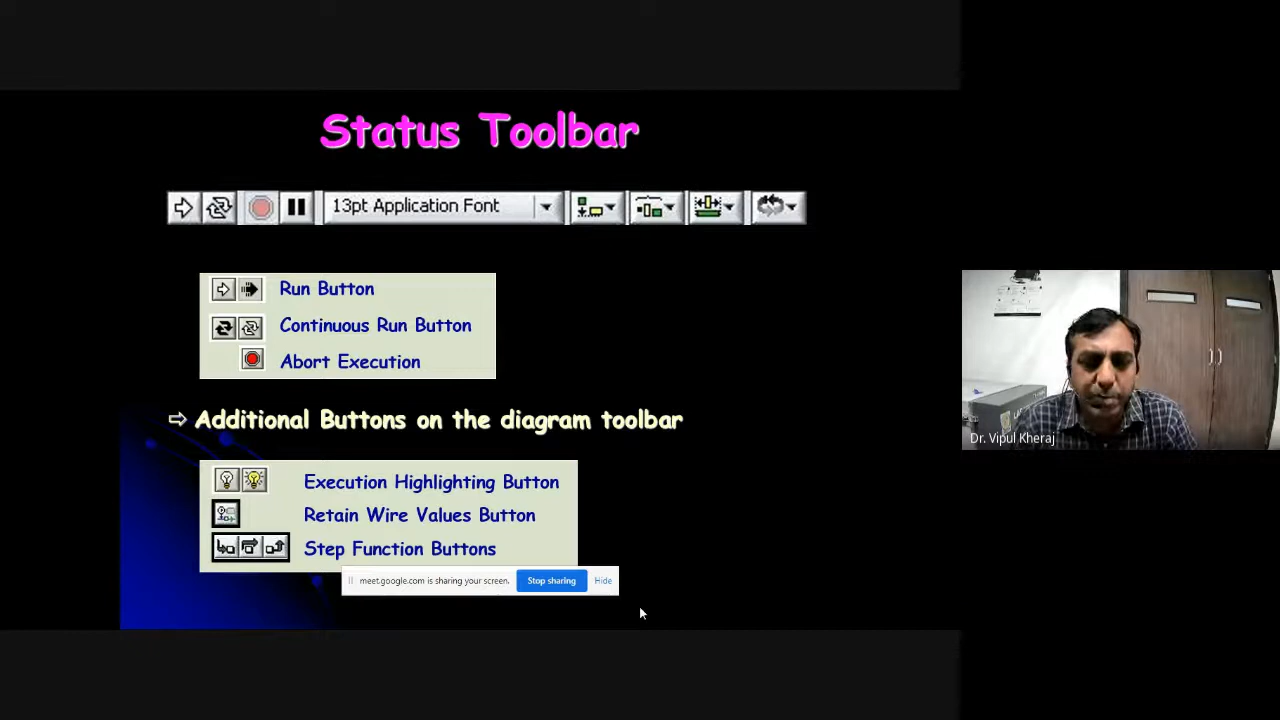 Status Toolbar
13pt Application Font
Run Button
Continuous Run Button
Abort Execution
⇨ Additional Buttons on the diagram toolbar
Execution Highlighting Button
Retain Wire Values Button
Step Function Buttons
meet.google.com is sharing your screen. Stop sharing Hide
Dr. Vipul Kheraj